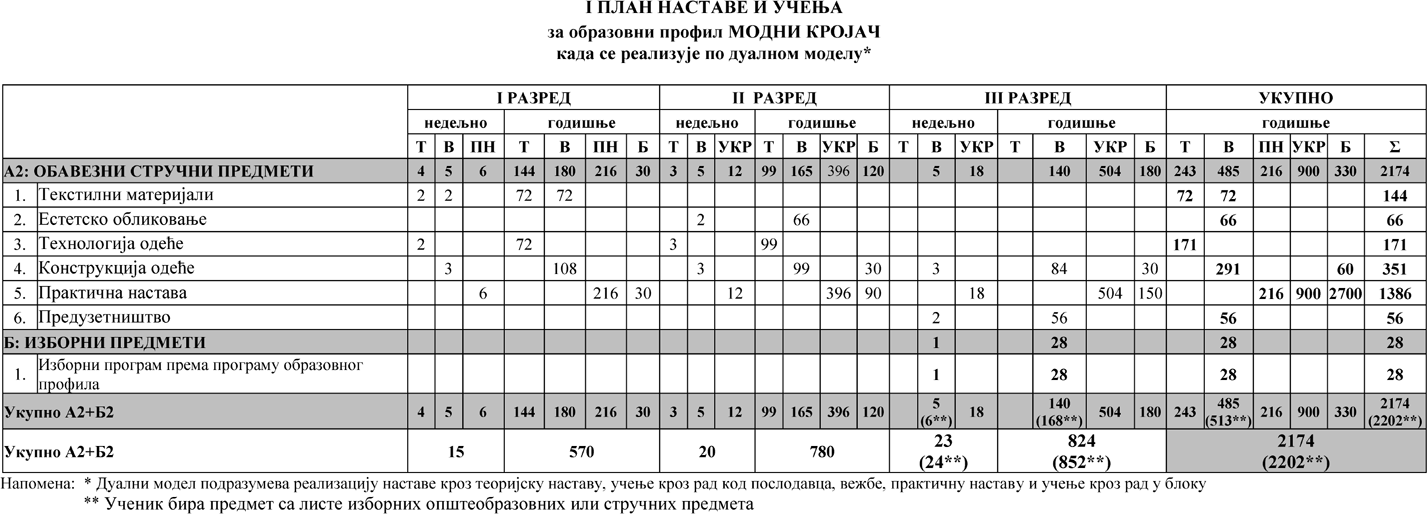 I ПЛАН НАСТАВЕ И УЧЕЊА
за образовни профил МОДНИ КРОЈАЧ
када се реализује по дуалном моделу*
I РАЗРЕД II РАЗРЕД III РАЗРЕД УКУПНО
недељно годишње недељно годишње недељно годишње годишње
Т В ПН Т В ПН Б Т В УКР Т В УКР Б Т В УКР Т В УКР Б Т В ПН УКР Б Σ
А2: ОБАВЕЗНИ СТРУЧНИ ПРЕДМЕТИ 4 5 6 144 180 216 30 3 5 12 99 165 396 120 5 18 140 504 180 243 485 216 900 330 2174
1. Текстилни материјали 2 2 72 72 72 72 144
2. Естетско обликовање 2 66 66 66
3. Технологија одеће 2 72 3 99 171 171
4. Конструкција одеће 3 108 3 99 30 3 84 30 291 60 351
5. Практична настава 6 216 30 12 396 90 18 504 150 216 900 2700 1386
6. Предузетништво 2 56 56 56
Б: ИЗБОРНИ ПРЕДМЕТИ 1 28 28 28
1. Изборни програм према програму образовног
профила 1 28 28 28
Укупно А2+Б2 4 5 6 144 180 216 30 3 5 12 99 165 396 120 5 18 140 504 180 243 485 216 900 330 2174
(6**) (168**) (513**) (2202**)
Укупно А2+Б2 15 570 20 780 23 824 2174
(24**) (852**) (2202**)
Напомена: * Дуални модел подразумева реализацију наставе кроз теоријску наставу, учење кроз рад код послодавца, вежбе, практичну наставу и учење кроз рад у блоку
** Ученик бира предмет са листе изборних општеобразовних или стручних предмета